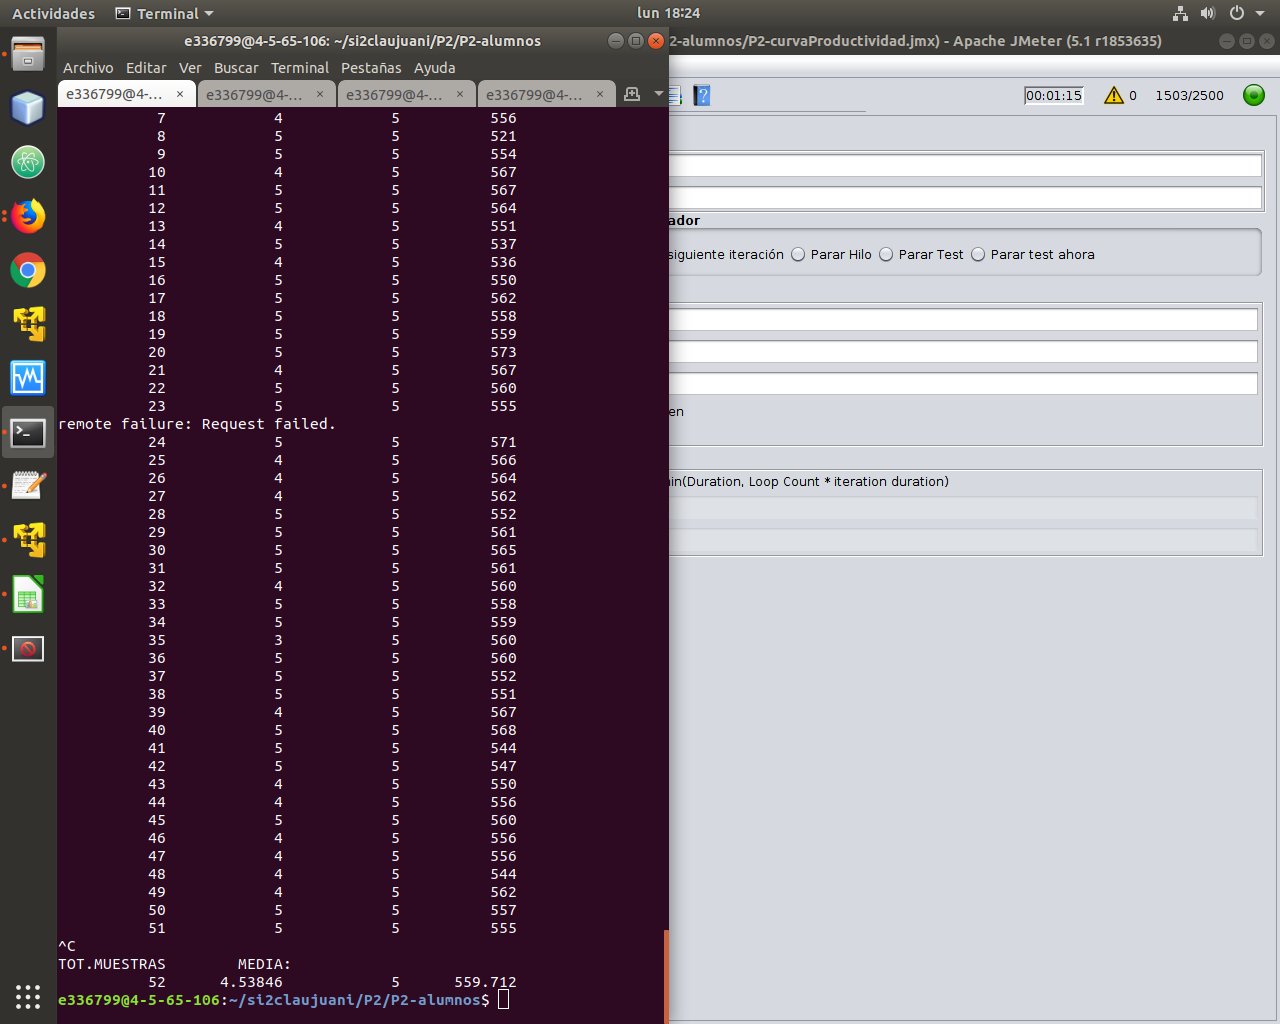 Actividades Terminal lun 18:24
e336799@4-5-65-106: ~/si2claujuani/P2/P2-alumnos
2-alumnos/P2-curvaProductividad.jmx) - Apache JMeter (5.1 r1853635)
Archivo Editar Ver Buscar Terminal Pestañas Ayuda
e336799@4-... × e336799@4-... × e336799@4-... × e336799@4-... ×
00:01:15 0 1503/2500
7 4 5 556
8 5 5 521
9 5 5 554
10 4 5 567
11 5 5 567
12 5 5 564
13 4 5 551
14 5 5 537
15 4 5 536
16 5 5 550
17 5 5 562
18 5 5 558
19 5 5 559
20 5 5 573
21 4 5 567
22 5 5 560
23 5 5 555
remote failure: Request failed.
24 5 5 571
25 4 5 566
26 4 5 564
27 4 5 562
28 5 5 552
29 5 5 561
30 5 5 565
31 5 5 561
32 4 5 560
33 5 5 558
34 5 5 559
35 3 5 560
36 5 5 560
37 5 5 552
38 5 5 551
39 4 5 567
40 5 5 568
41 5 5 544
42 5 5 547
43 4 5 550
44 4 5 556
45 5 5 560
46 4 5 556
47 4 5 556
48 4 5 544
49 4 5 562
50 5 5 557
51 5 5 555
^C
TOT.MUESTRAS MEDIA:
52 4.53846 5 559.712
e336799@4-5-65-106:~/si2claujuani/P2/P2-alumnos$
ador
siguiente iteración Parar Hilo Parar Test Parar test ahora
en
in(Duration, Loop Count * iteration duration)